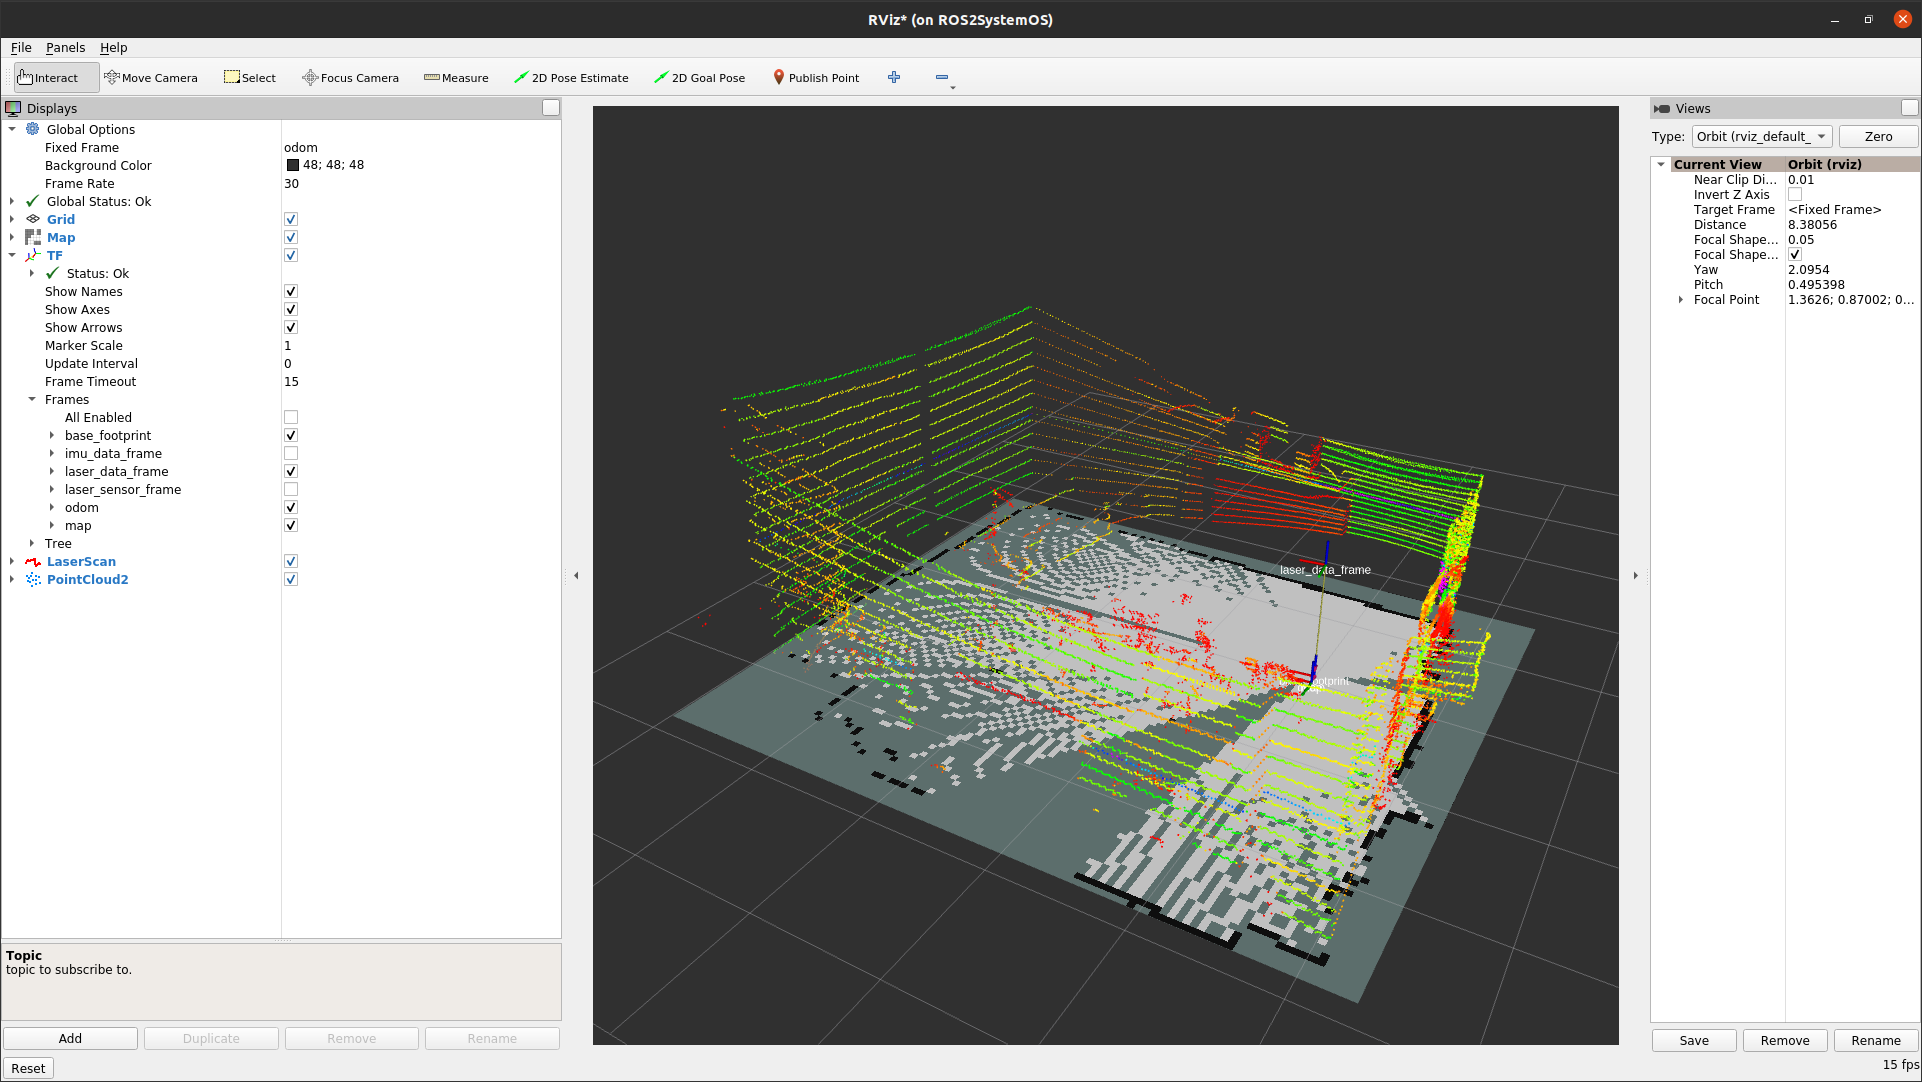 RViz* (on ROS2SystemOS)
File Panels Help
Interact Move Camera Select Focus Camera Measure 2D Pose Estimate 2D Goal Pose Publish Point
Displays
Global Options
Fixed Frame odom
Background Color 48; 48; 48
Frame Rate 30
Global Status: Ok
Grid
Map
TF
Status: Ok
Show Names
Show Axes
Show Arrows
Marker Scale 1
Update Interval 0
Frame Timeout 15
Frames
All Enabled
base_footprint
imu_data_frame
laser_data_frame
laser_sensor_frame
odom
map
Tree
LaserScan
PointCloud2
Topic
topic to subscribe to.
Add Duplicate Remove Rename
Reset
laser_data_frame
Views
Type: Orbit (rviz_default_ Zero
Current View Orbit (rviz)
Near Clip Di... 0.01
Invert Z Axis
Target Frame <Fixed Frame>
Distance 8.38056
Focal Shape... 0.05
Focal Shape...
Yaw 2.0954
Pitch 0.495398
Focal Point 1.3626; 0.87002; 0...
Save Remove Rename
15 fps